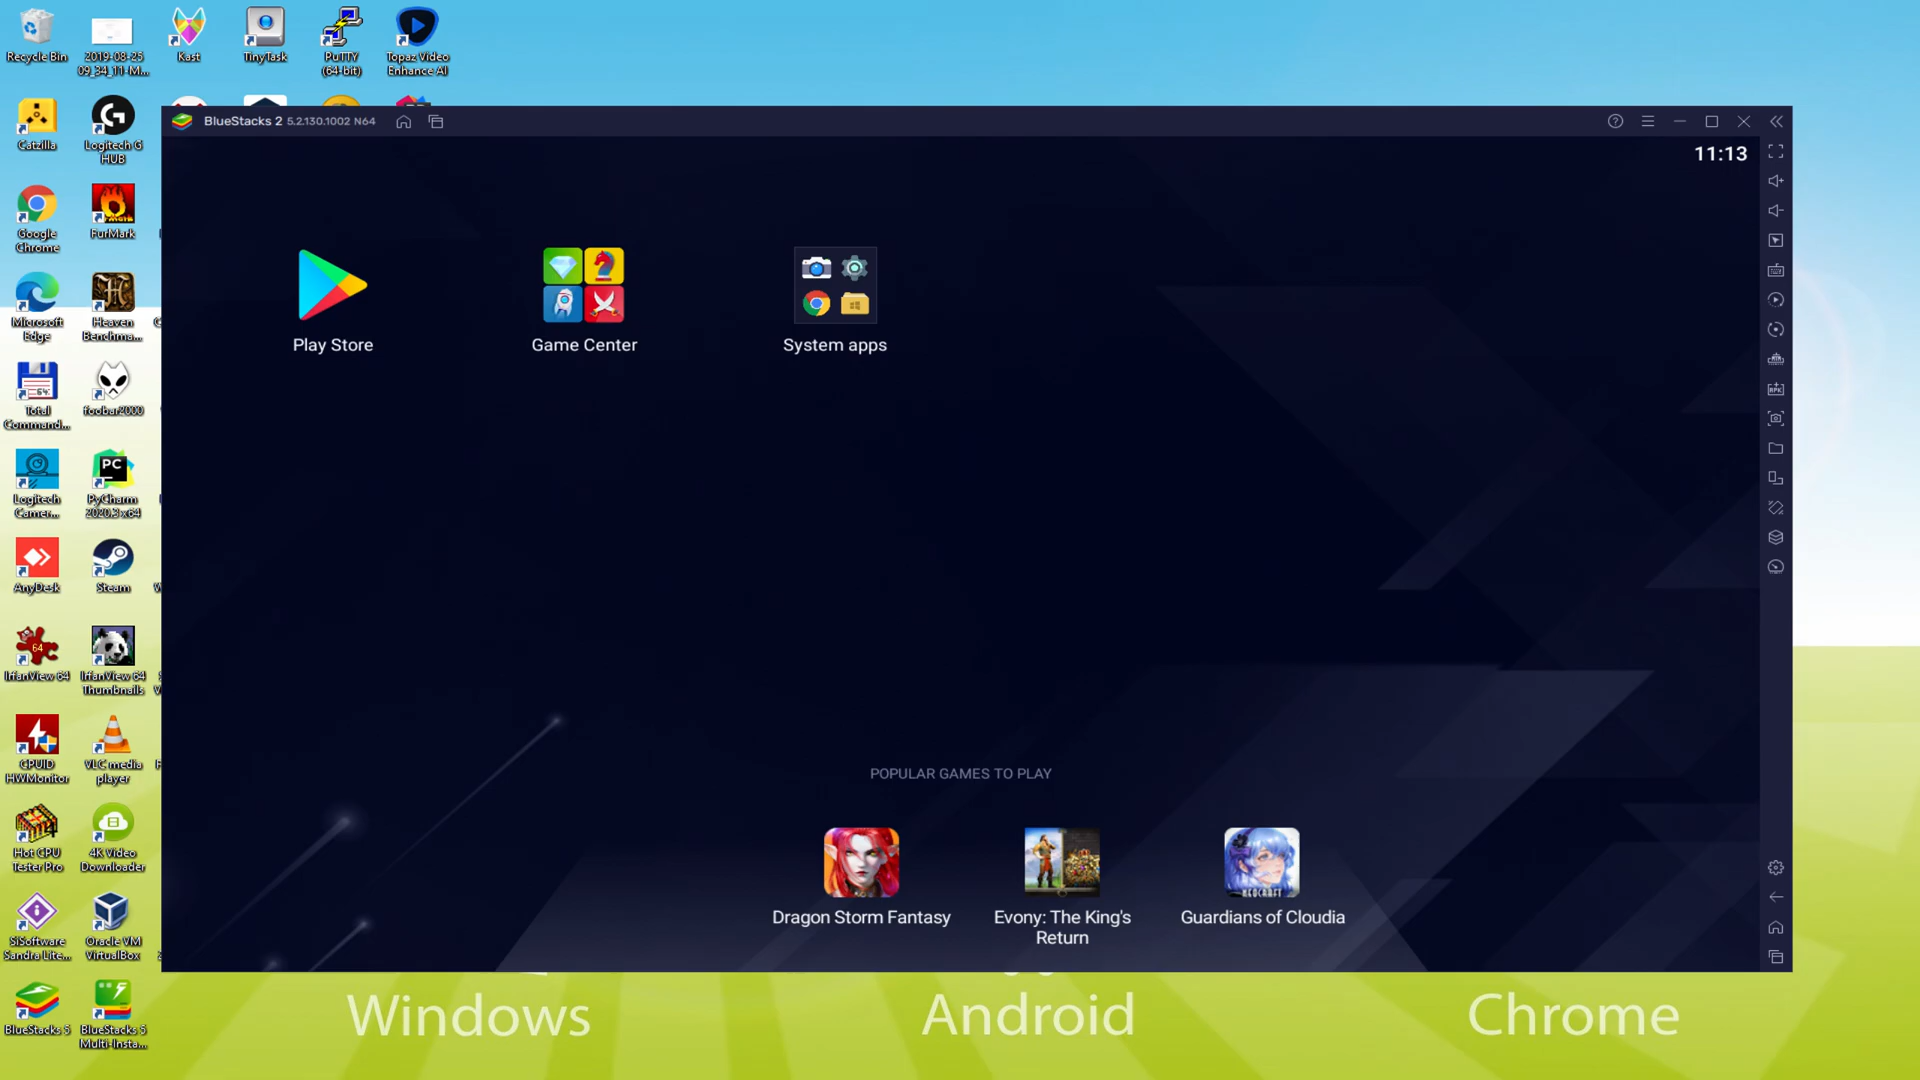 Recycle Bin
2019-08-25
09_34_11-M...
Kast
TinyTask
PuTTY
(64-bit)
Topaz Video
Enhance AI
Catzilla
Logitech G
HUB
BlueStacks 2 5.2.130.1002 N64
11:13
Google
Chrome
FurMark
Play Store
Game Center
System apps
Microsoft
Edge
Heaven
Benchma...
Total
Command...
foobar2000
Logitech
Camer...
PC
PyCharm
2020.3 x64
AnyDesk
Steam
64
IrfanView 64
IrfanView 64
Thumbnails
CPUID
HWMonitor
VLC media
player
POPULAR GAMES TO PLAY
Hot CPU
Tester Pro
4K Video
Downloader
NEOCRAFT
Dragon Storm Fantasy
Evony: The King's
Return
Guardians of Cloudia
SiSoftware
Sandra Lite...
Oracle VM
VirtualBox
BlueStacks 5
BlueStacks 5
Multi-Insta...
Windows
Android
Chrome